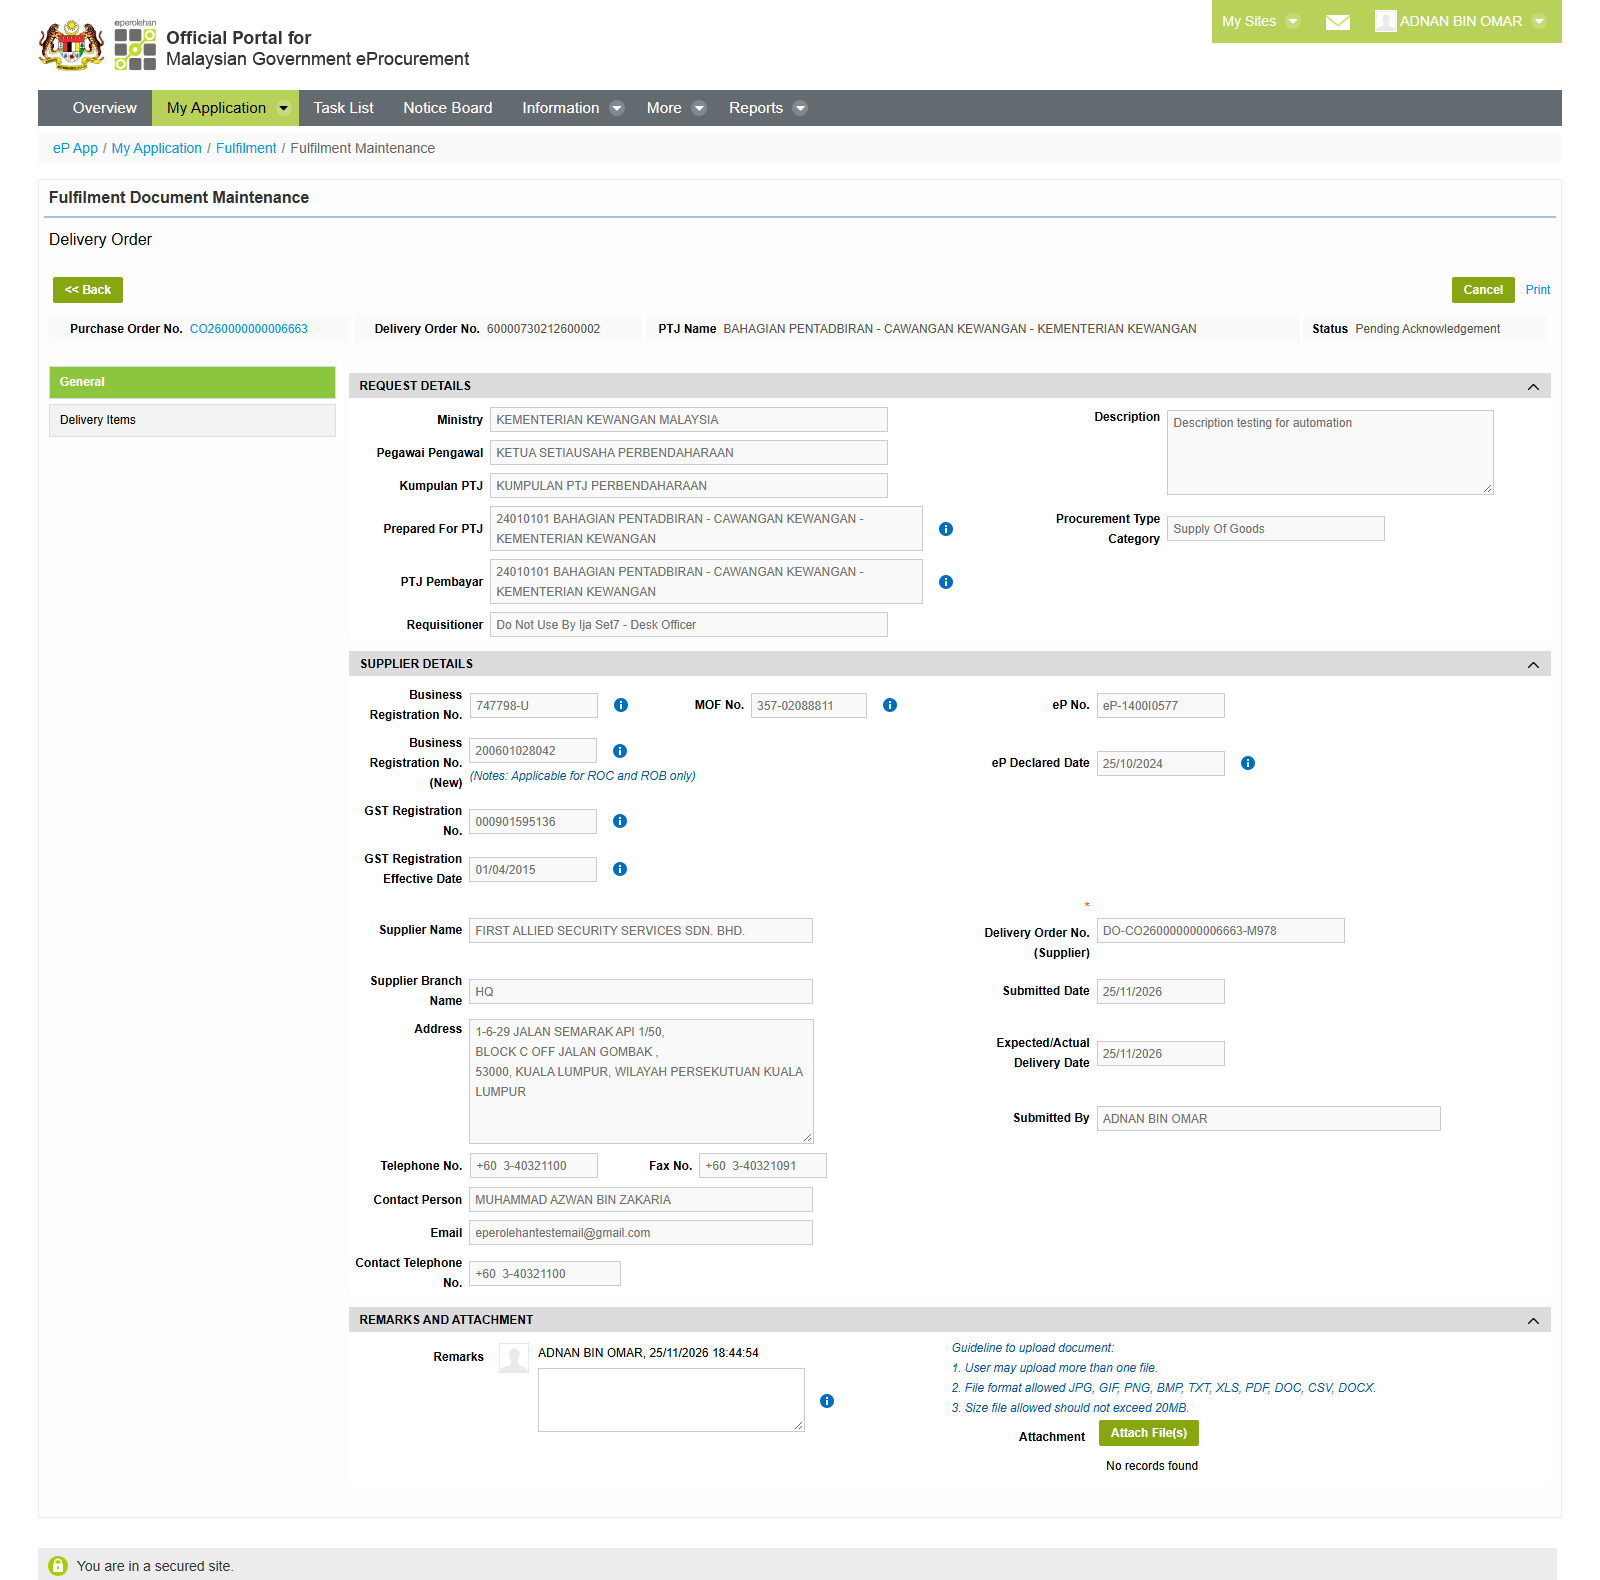 eperolehan
Official Portal for
Malaysian Government eProcurement
My Sites
ADNAN BIN OMAR
Overview
My Application
Task List
Notice Board
Information
More
Reports
eP App / My Application / Fulfilment / Fulfilment Maintenance
Fulfilment Document Maintenance
Delivery Order
<< Back
Cancel
Print
Purchase Order No. CO260000000006663
Delivery Order No. 60000730212600002
PTJ Name BAHAGIAN PENTADBIRAN - CAWANGAN KEWANGAN - KEMENTERIAN KEWANGAN
Status Pending Acknowledgement
General
Delivery Items
REQUEST DETAILS
Ministry KEMENTERIAN KEWANGAN MALAYSIA
Pegawai Pengawal KETUA SETIAUSAHA PERBENDAHARAAN
Kumpulan PTJ KUMPULAN PTJ PERBENDAHARAAN
Prepared For PTJ 24010101 BAHAGIAN PENTADBIRAN - CAWANGAN KEWANGAN -
KEMENTERIAN KEWANGAN
PTJ Pembayar 24010101 BAHAGIAN PENTADBIRAN - CAWANGAN KEWANGAN -
KEMENTERIAN KEWANGAN
Requisitioner Do Not Use By Ija Set7 - Desk Officer
Description Description testing for automation
Procurement Type
Category
Supply Of Goods
SUPPLIER DETAILS
Business
Registration No.
747798-U
MOF No. 357-02088811
eP No. eP-1400I0577
Business
Registration No.
(New)
200601028042
(Notes: Applicable for ROC and ROB only)
eP Declared Date 25/10/2024
GST Registration
No.
000901595136
GST Registration
Effective Date
01/04/2015
Supplier Name FIRST ALLIED SECURITY SERVICES SDN. BHD.
*
Delivery Order No.
(Supplier)
DO-CO260000000006663-M978
Supplier Branch
Name
HQ
Submitted Date 25/11/2026
Address 1-6-29 JALAN SEMARAK API 1/50,
BLOCK C OFF JALAN GOMBAK ,
53000, KUALA LUMPUR, WILAYAH PERSEKUTUAN KUALA
LUMPUR
Expected/Actual
Delivery Date
25/11/2026
Submitted By ADNAN BIN OMAR
Telephone No. +60 3-40321100
Fax No. +60 3-40321091
Contact Person MUHAMMAD AZWAN BIN ZAKARIA
Email eperolehantestemail@gmail.com
Contact Telephone
No.
+60 3-40321100
REMARKS AND ATTACHMENT
Remarks
ADNAN BIN OMAR, 25/11/2026 18:44:54
Guideline to upload document:
1. User may upload more than one file.
2. File format allowed JPG, GIF, PNG, BMP, TXT, XLS, PDF, DOC, CSV, DOCX.
3. Size file allowed should not exceed 20MB.
Attachment
Attach File(s)
No records found
You are in a secured site.